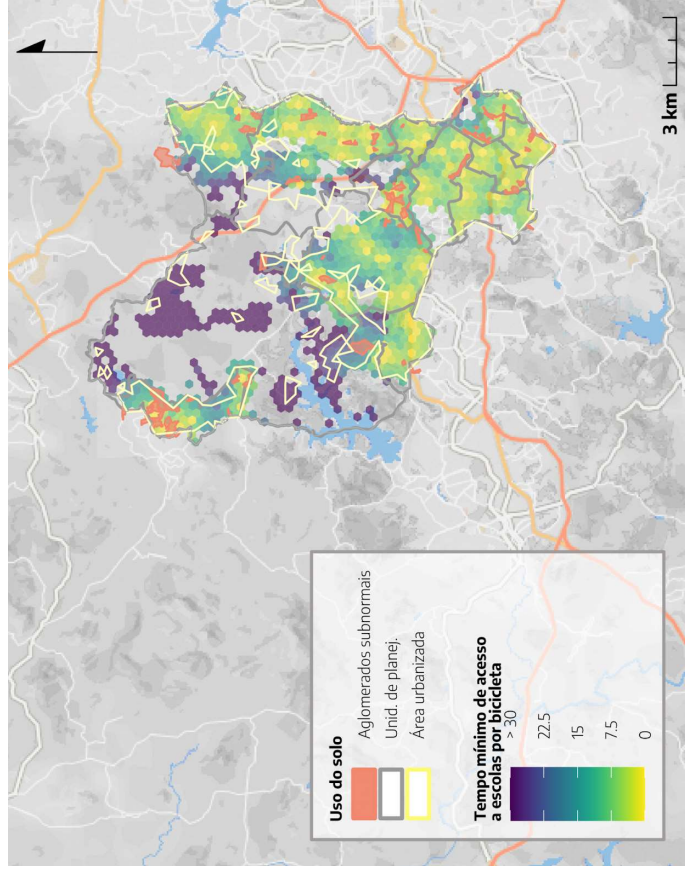 3 km
Uso do solo
Aglomerados subnormais
Unid. de planej.
Área urbanizada
Tempo mínimo de acesso
a escolas por bicicleta
> 30
22.5
15
7.5
0